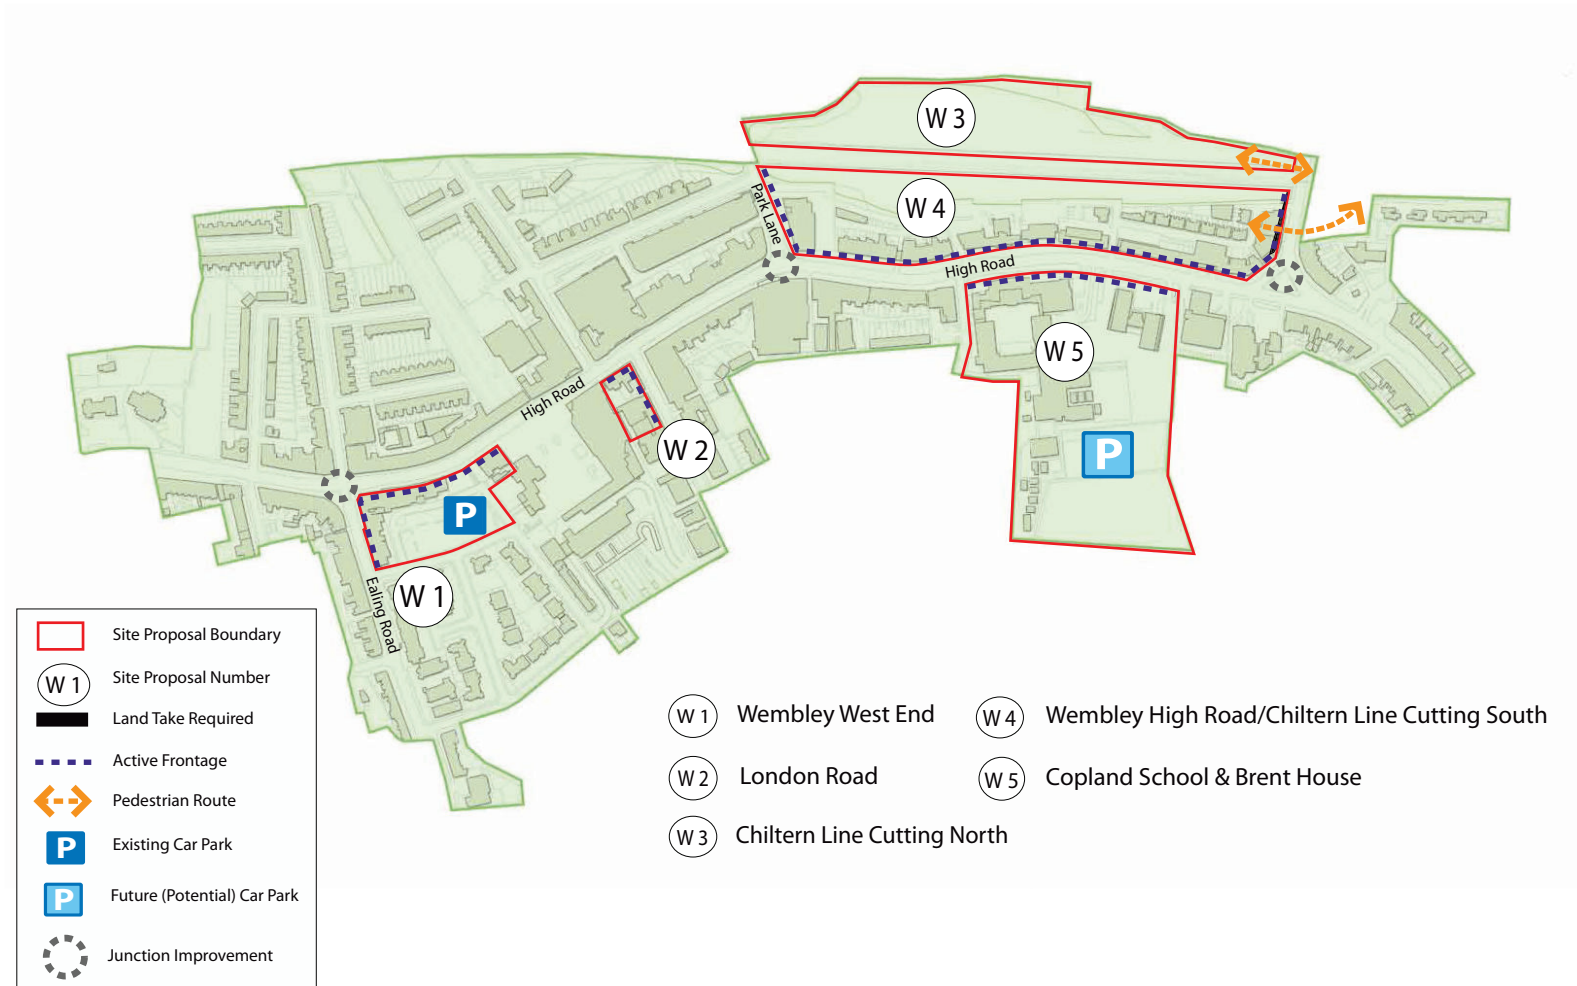 W 3
W 4
Park Lane
High Road
W 5
High Road
W 2
P
P
W 1
Ealing Road
Site Proposal Boundary
W 1 Site Proposal Number
Land Take Required
Active Frontage
Pedestrian Route
P Existing Car Park
P Future (Potential) Car Park
Junction Improvement
W 1 Wembley West End
W 2 London Road
W 3 Chiltern Line Cutting North
W 4 Wembley High Road/Chiltern Line Cutting South
W 5 Copland School & Brent House